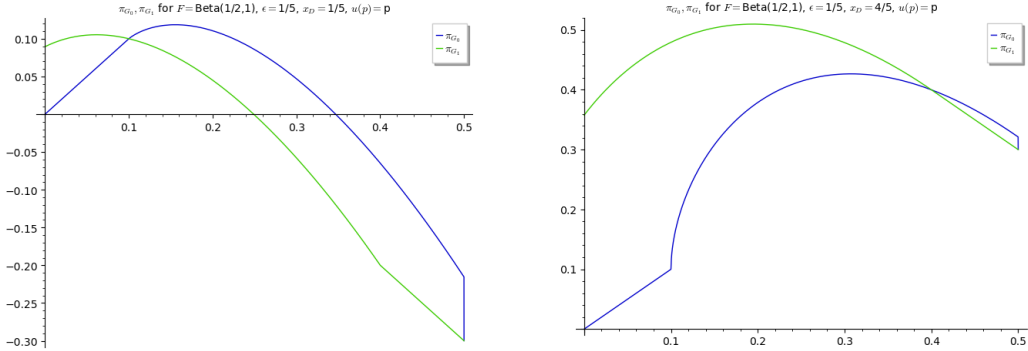 π_{G_0}, π_{G_1} for F = Beta(1/2,1), ϵ = 1/5, x_D = 1/5, u(p) = p
π_{G_0}
π_{G_1}
0.10
0.05
−0.05
−0.10
−0.15
−0.20
−0.25
−0.30
0.1 0.2 0.3 0.4 0.5
π_{G_0}, π_{G_1} for F = Beta(1/2,1), ϵ = 1/5, x_D = 4/5, u(p) = p
π_{G_0}
π_{G_1}
0.5
0.4
0.3
0.2
0.1
0.1 0.2 0.3 0.4 0.5